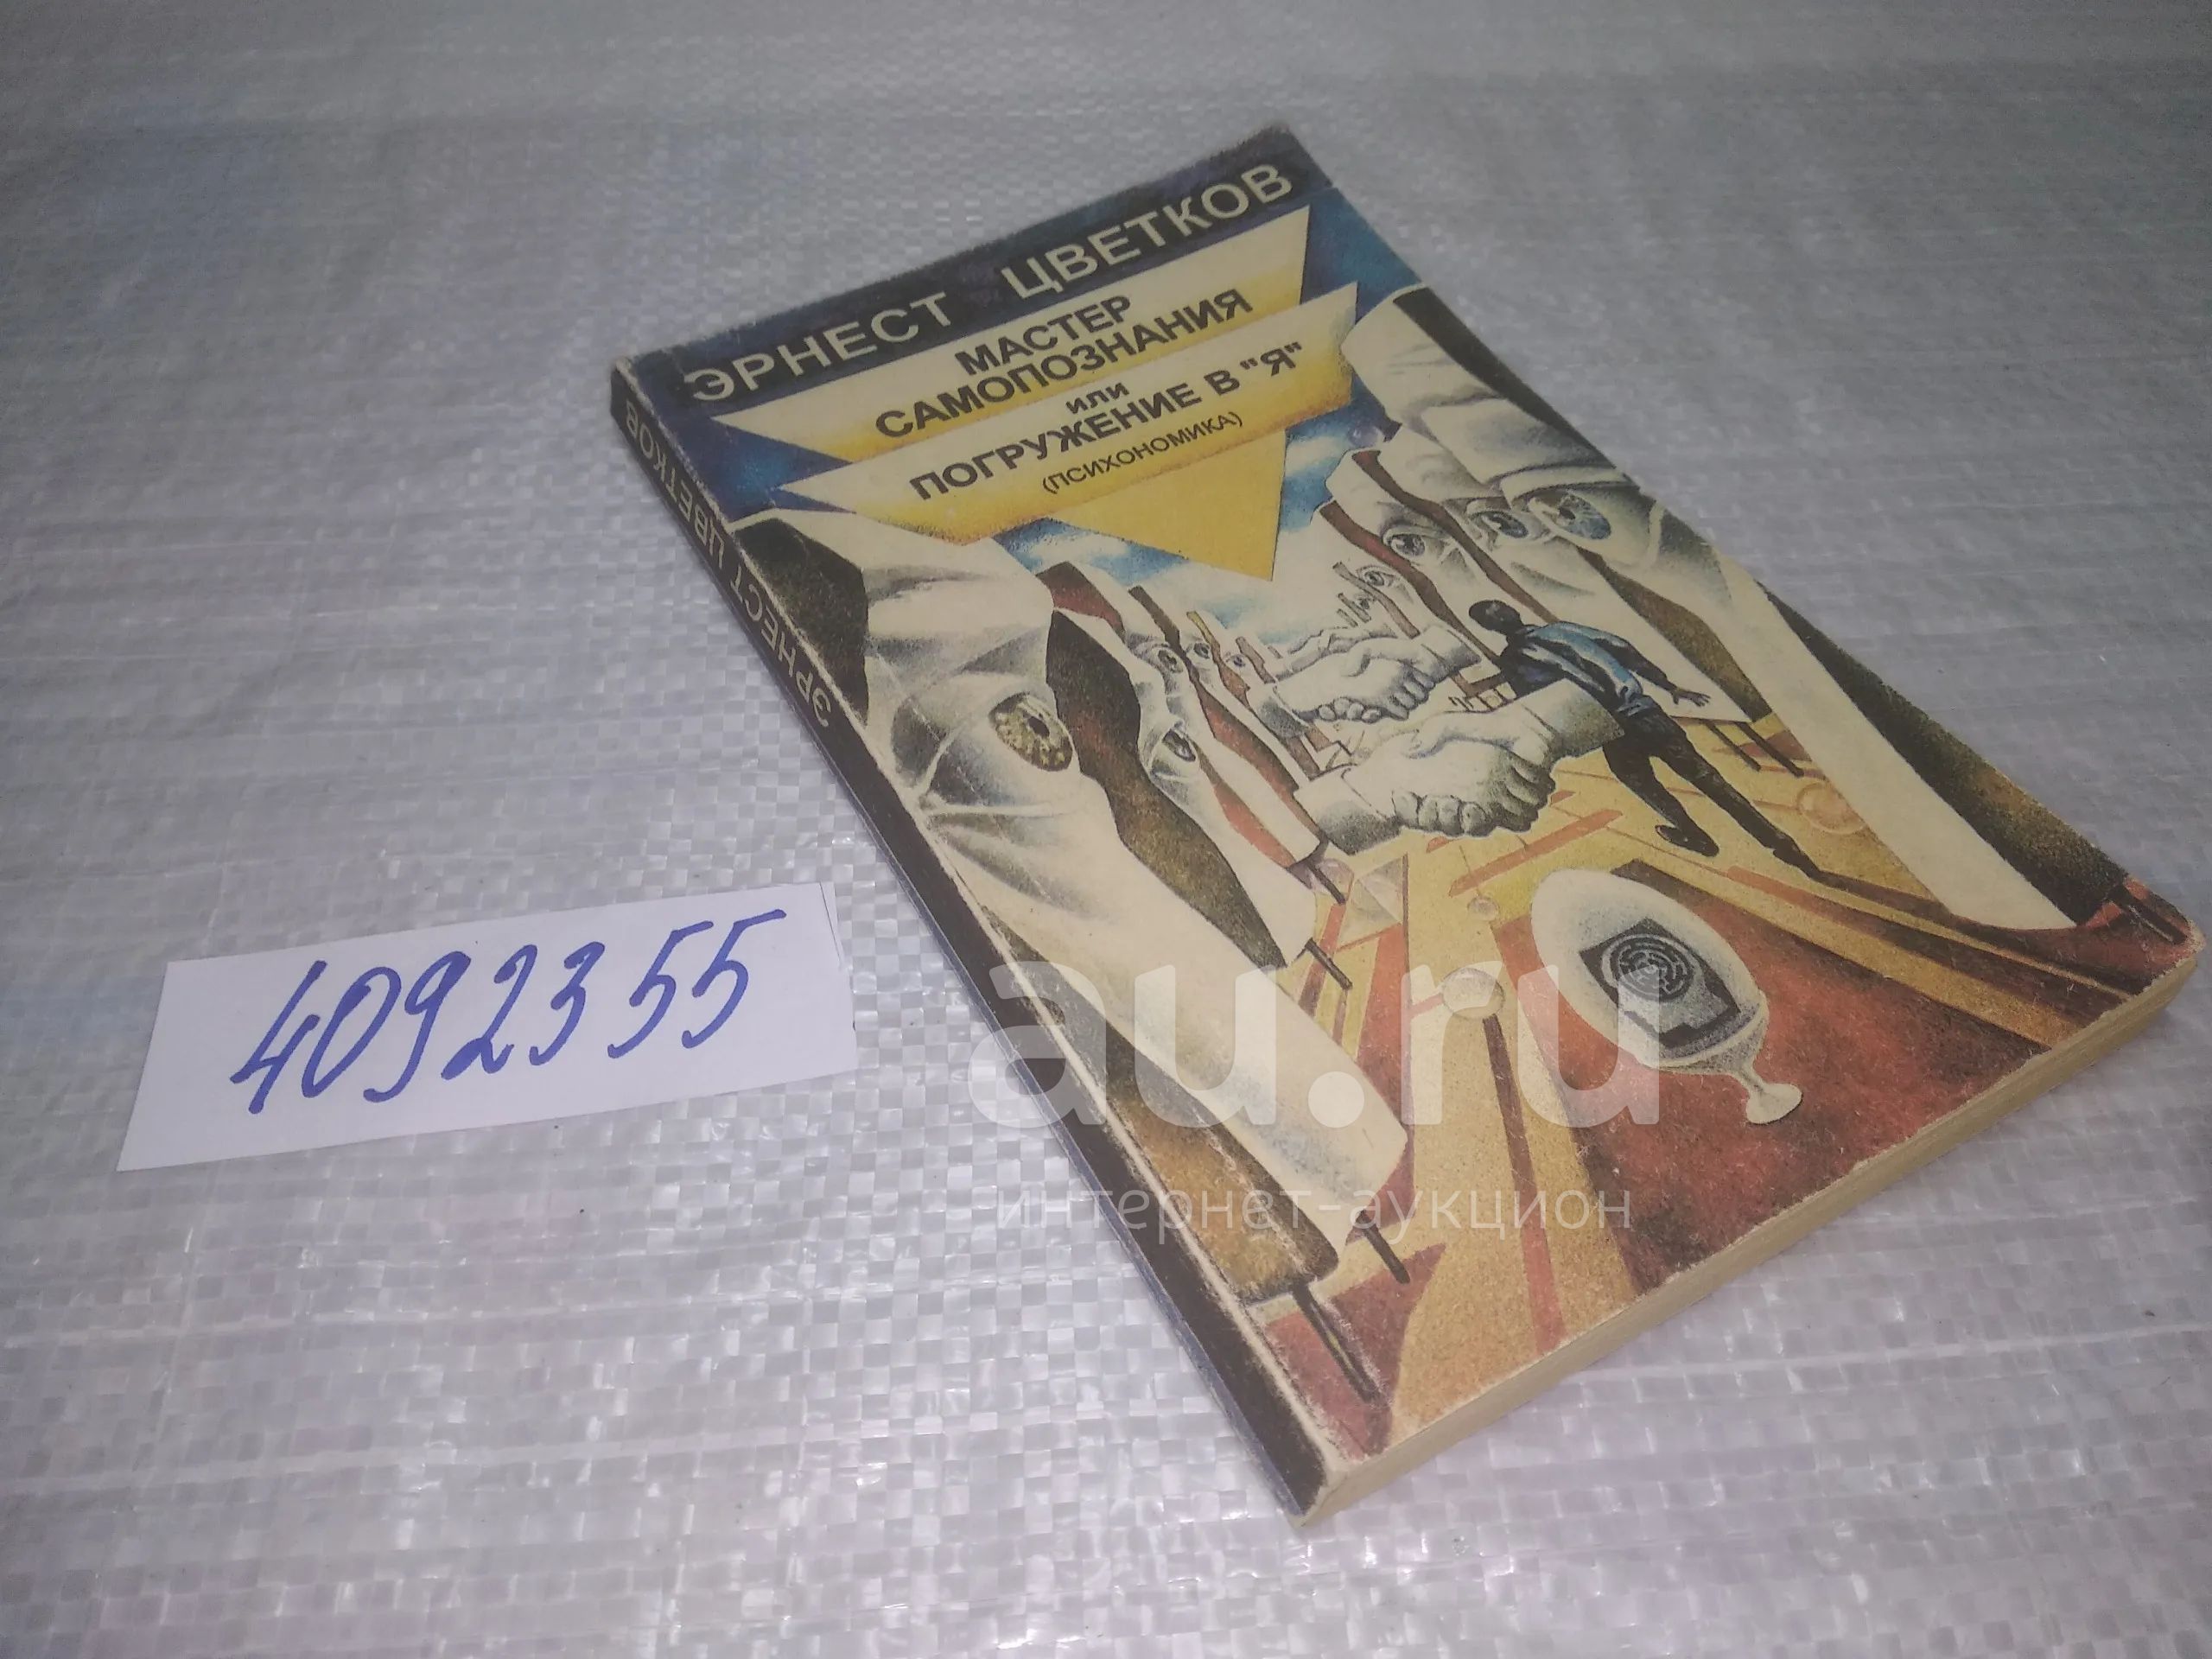 ЭРНЕСТ ЦВЕТКОВ
МАСТЕР
САМОПОЗНАНИЯ
или
ПОГРУЖЕНИЕ В "Я"
(ПСИХОНОМИКА)
ЭРНЕСТ ЦВЕТКОВ
4092355
au.ru
интернет-аукцион